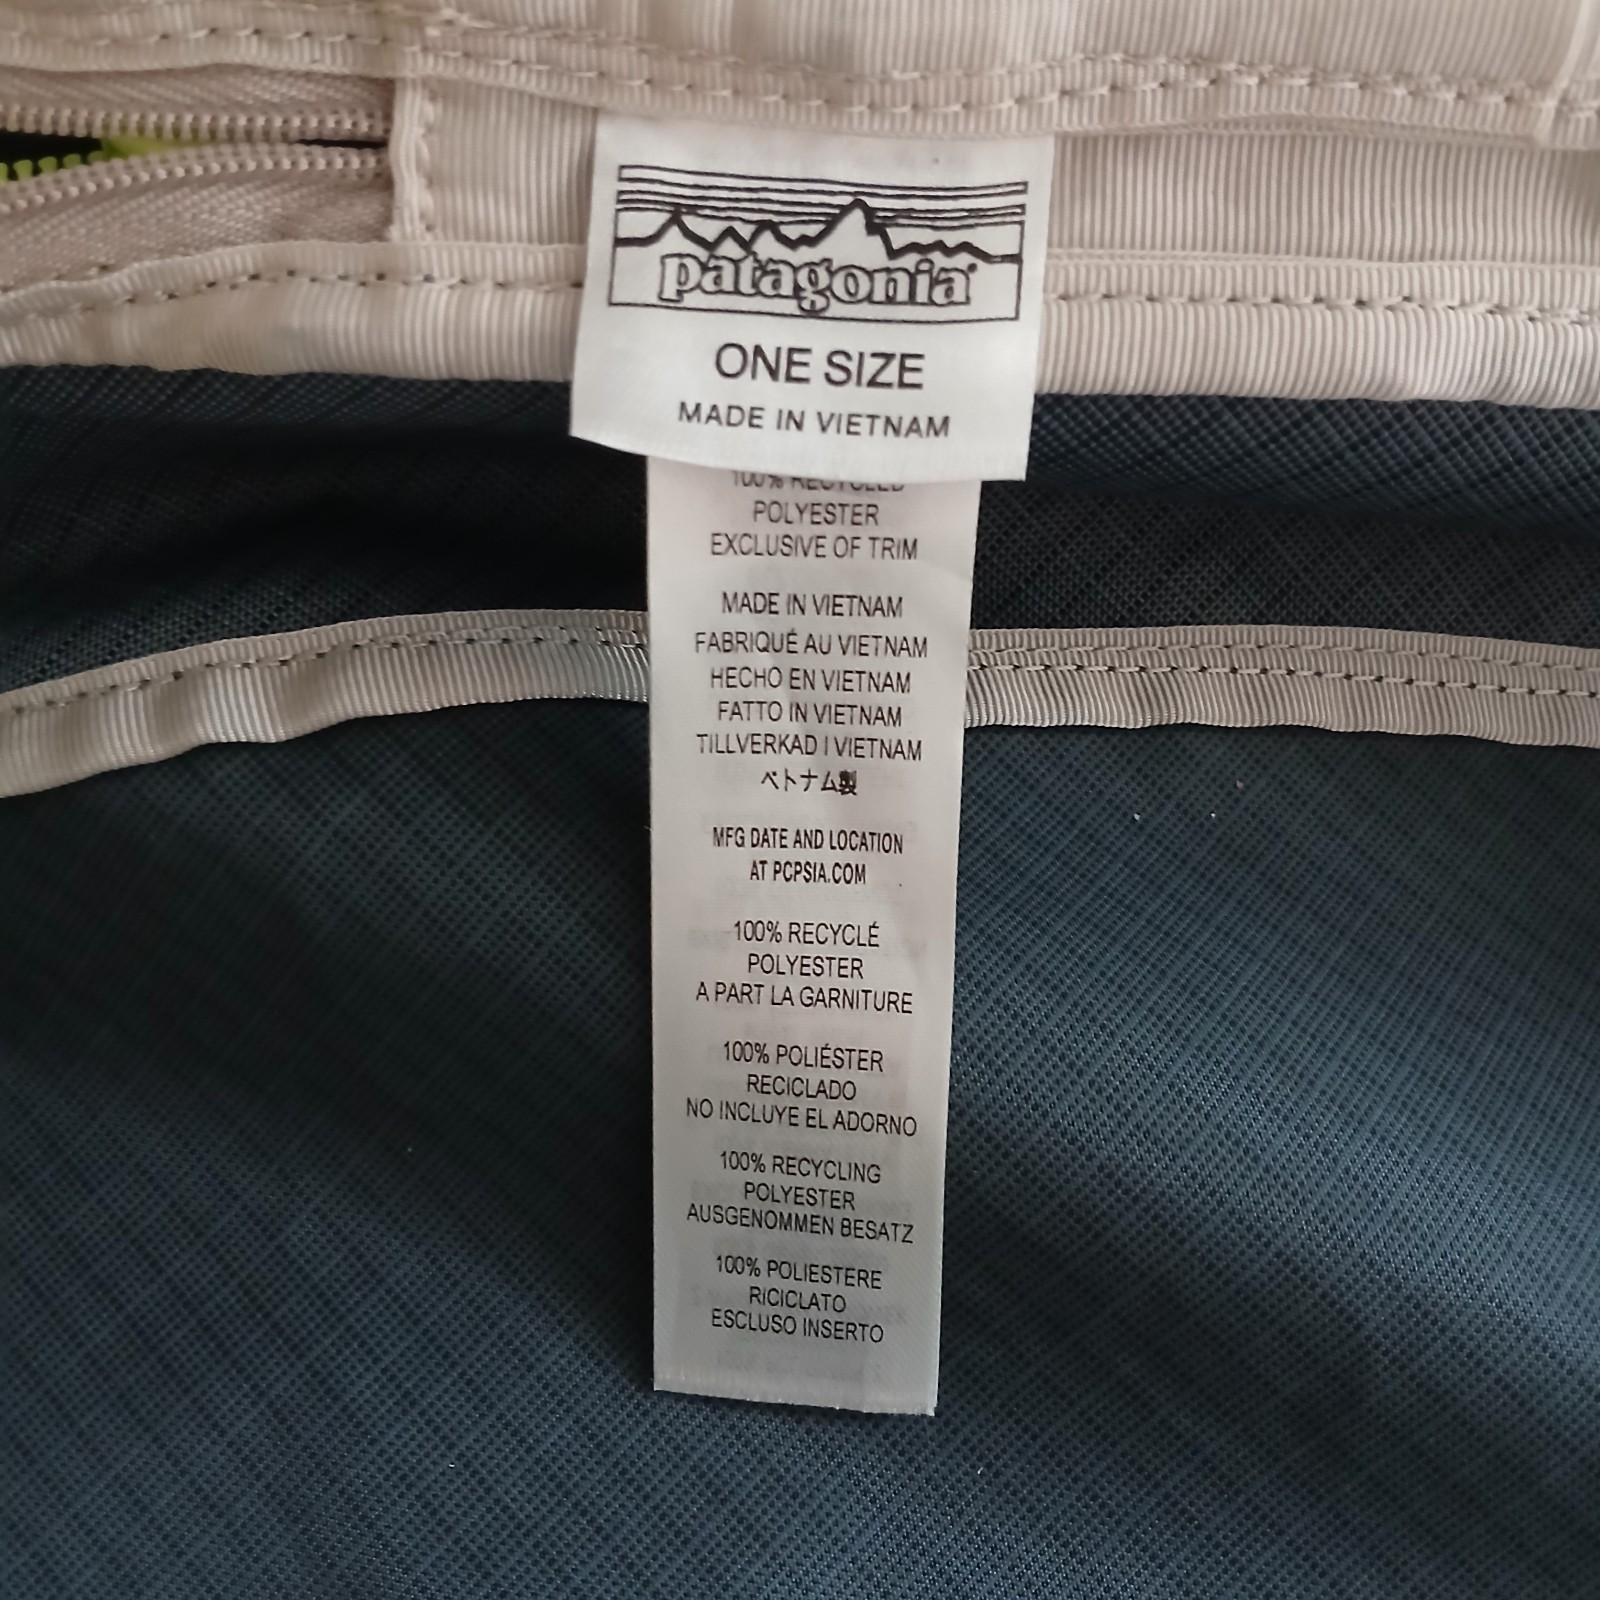 patagonia
ONE SIZE
MADE IN VIETNAM
100% RECYCLED
POLYESTER
EXCLUSIVE OF TRIM
MADE IN VIETNAM
FABRIQUÉ AU VIETNAM
HECHO EN VIETNAM
FATTO IN VIETNAM
TILLVERKAD I VIETNAM
ベトナム製
MFG DATE AND LOCATION
AT PCPSIA.COM
100% RECYCLÉ
POLYESTER
A PART LA GARNITURE
100% POLIÉSTER
RECICLADO
NO INCLUYE EL ADORNO
100% RECYCLING
POLYESTER
AUSGENOMMEN BESATZ
100% POLIESTERE
RICICLATO
ESCLUSO INSERTO